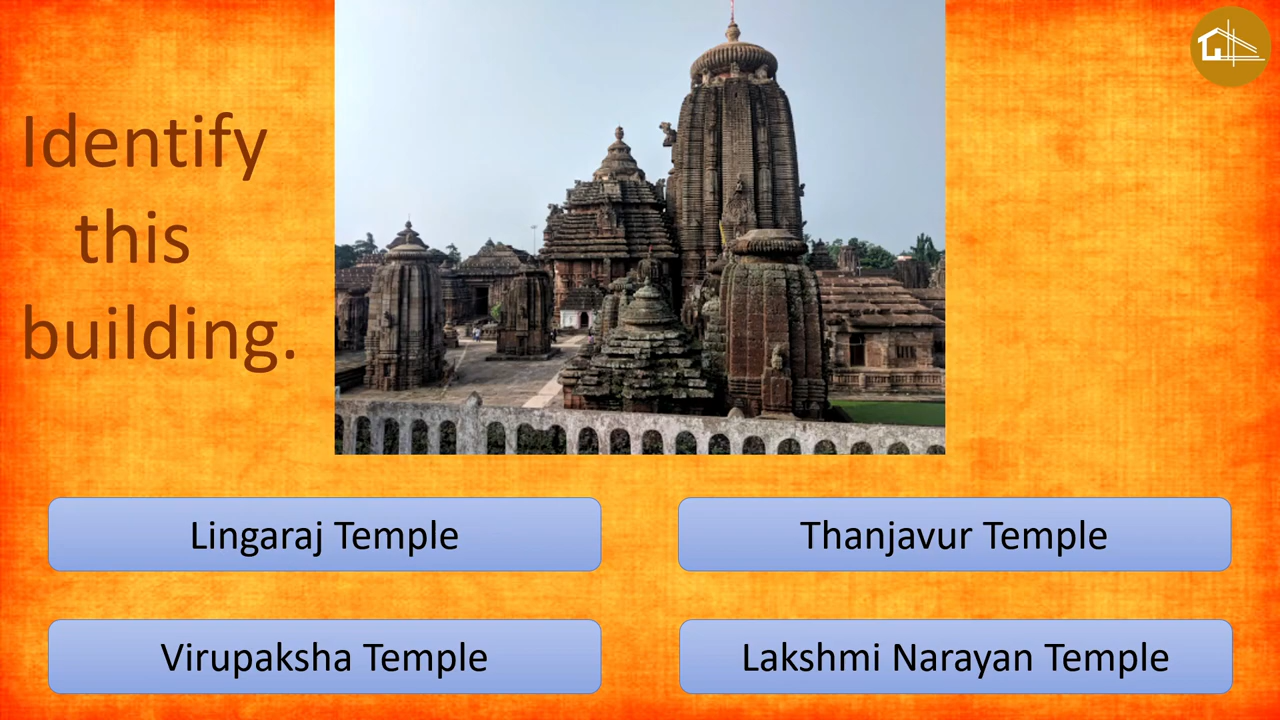 Identify
this
building.
Lingaraj Temple
Thanjavur Temple
Virupaksha Temple
Lakshmi Narayan Temple